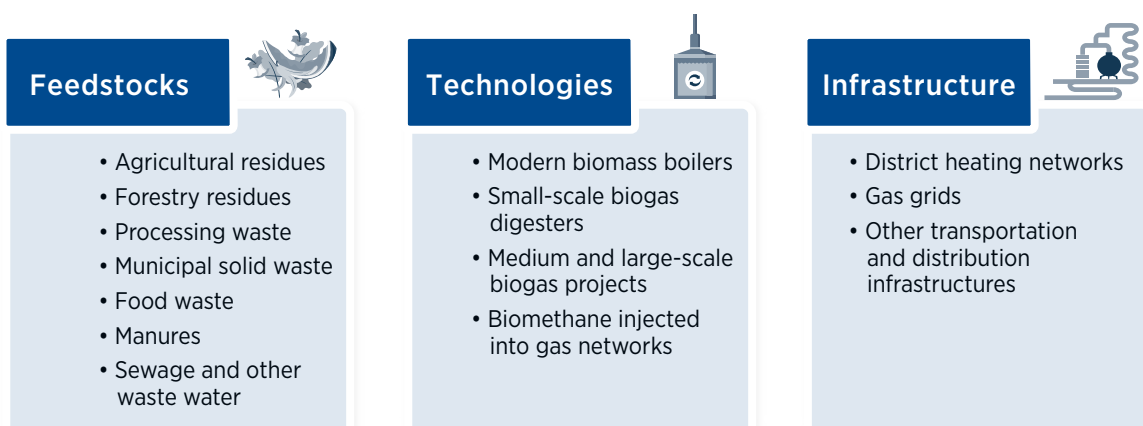 Feedstocks
• Agricultural residues
• Forestry residues
• Processing waste
• Municipal solid waste
• Food waste
• Manures
• Sewage and other
waste water
Technologies
• Modern biomass boilers
• Small-scale biogas
digesters
• Medium and large-scale
biogas projects
• Biomethane injected
into gas networks
Infrastructure
• District heating networks
• Gas grids
• Other transportation
and distribution
infrastructures